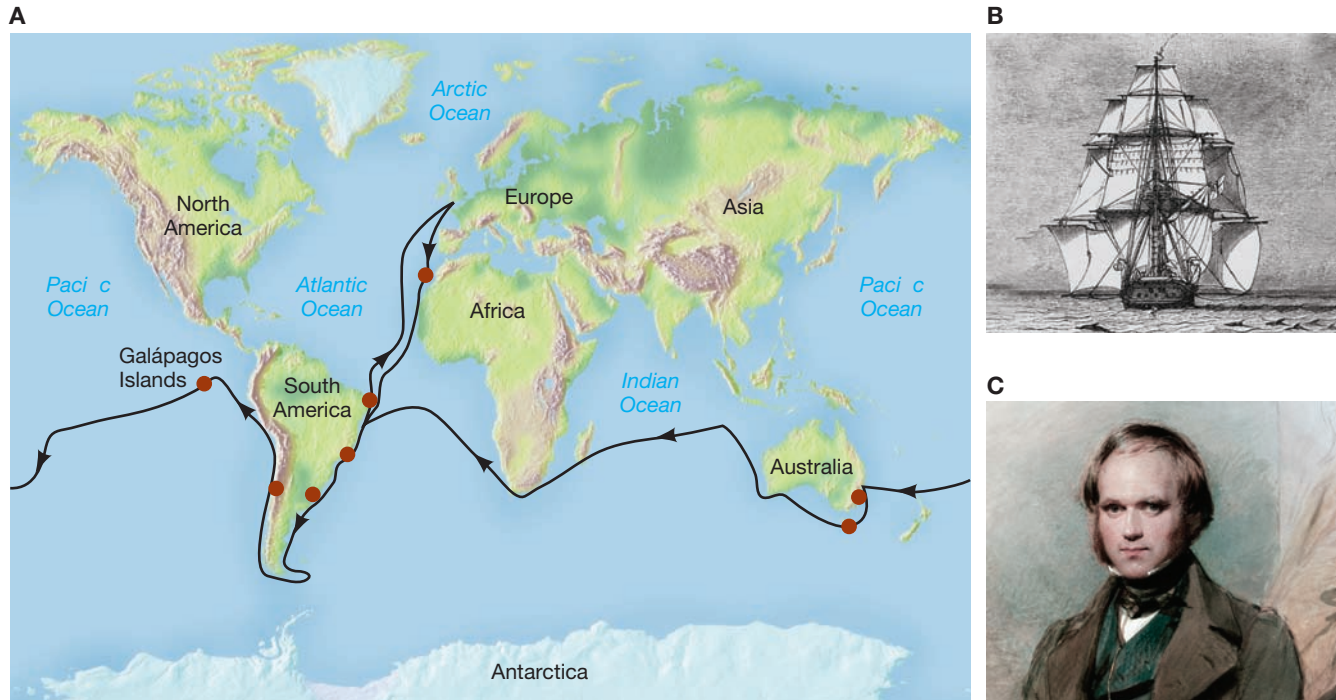 A
B
Arctic
Ocean
North
America
Europe
Asia
Paci c
Ocean
Atlantic
Ocean
Africa
Paci c
Ocean
Galápagos
Islands
South
America
Indian
Ocean
Australia
Antarctica
C